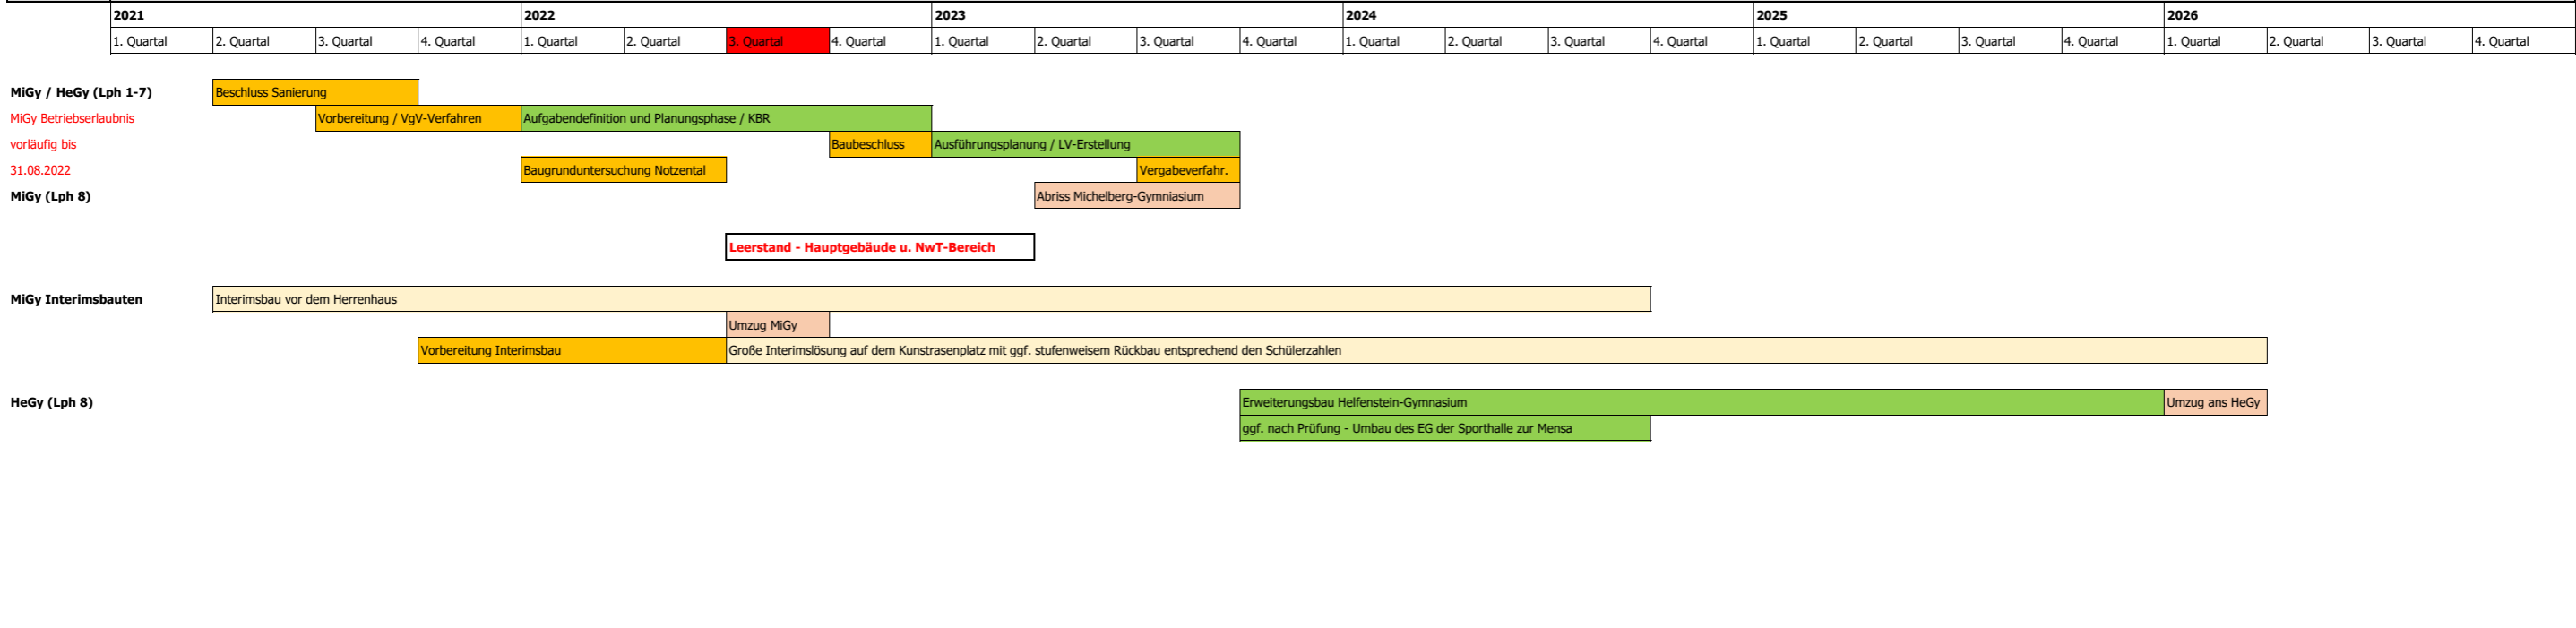 2021 2022 2023 2024 2025 2026
1. Quartal 2. Quartal 3. Quartal 4. Quartal 1. Quartal 2. Quartal 3. Quartal 4. Quartal 1. Quartal 2. Quartal 3. Quartal 4. Quartal 1. Quartal 2. Quartal 3. Quartal 4. Quartal 1. Quartal 2. Quartal 3. Quartal 4. Quartal 1. Quartal 2. Quartal 3. Quartal 4. Quartal
MiGy / HeGy (Lph 1-7) Beschluss Sanierung
MiGy Betriebserlaubnis Vorbereitung / VgV-Verfahren Aufgabendefinition und Planungsphase / KBR
vorläufig bis Baubeschluss Ausführungsplanung / LV-Erstellung
31.08.2022 Baugrunduntersuchung Notzental Vergabeverfahr.
MiGy (Lph 8) Abriss Michelberg-Gymniasium
Leerstand - Hauptgebäude u. NwT-Bereich
MiGy Interimsbauten Interimsbau vor dem Herrenhaus
Umzug MiGy
Vorbereitung Interimsbau Große Interimslösung auf dem Kunstrasenplatz mit ggf. stufenweisem Rückbau entsprechend den Schülerzahlen
HeGy (Lph 8) Erweiterungsbau Helfenstein-Gymnasium Umzug ans HeGy
ggf. nach Prüfung - Umbau des EG der Sporthalle zur Mensa